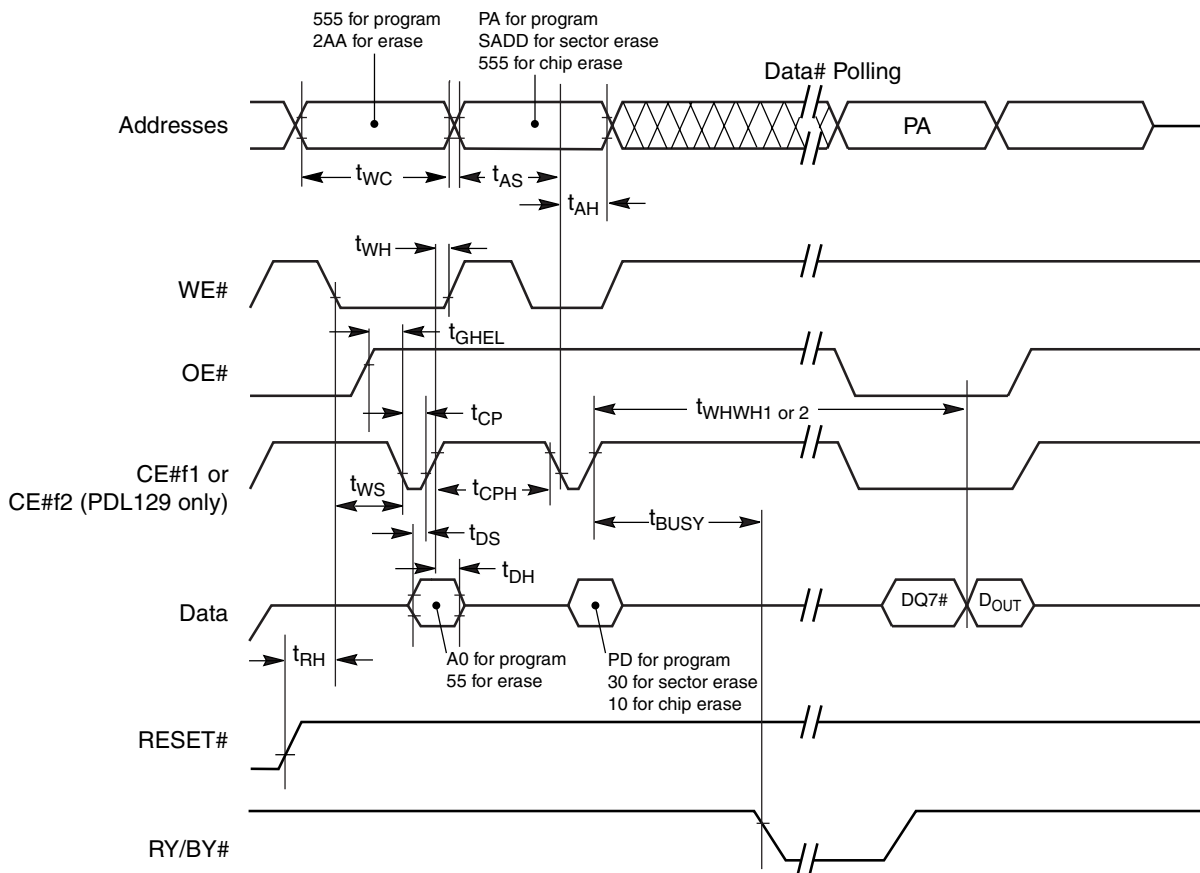 555 for program
2AA for erase
PA for program
SADD for sector erase
555 for chip erase
Data# Polling
Addresses
PA
tWC
tAS
tAH
tWH
WE#
tGHEL
OE#
tWHWH1 or 2
tCP
CE#f1 or
CE#f2 (PDL129 only)
tWS
tCPH
tBUSY
tDS
tDH
Data
DQ7#
DOUT
tRH
A0 for program
55 for erase
PD for program
30 for sector erase
10 for chip erase
RESET#
RY/BY#